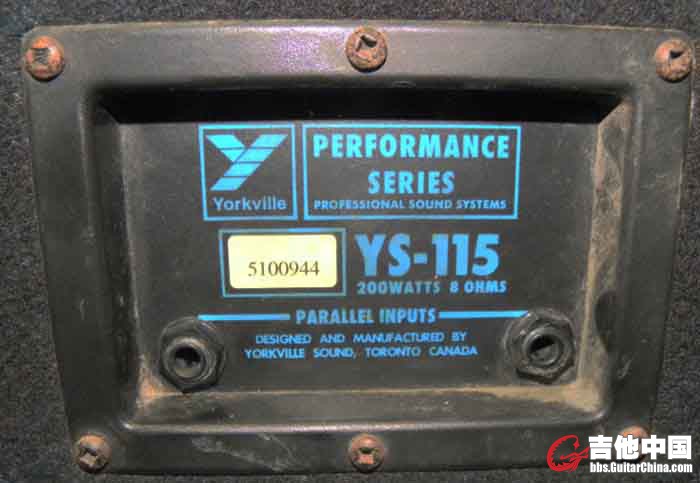 Yorkville
PERFORMANCE
SERIES
PROFESSIONAL SOUND SYSTEMS
5100944
YS-115
200WATTS 8 OHMS
PARALLEL INPUTS
DESIGNED AND MANUFACTURED BY
YORKVILLE SOUND, TORONTO CANADA
吉他中国
bbs.GuitarChina.com